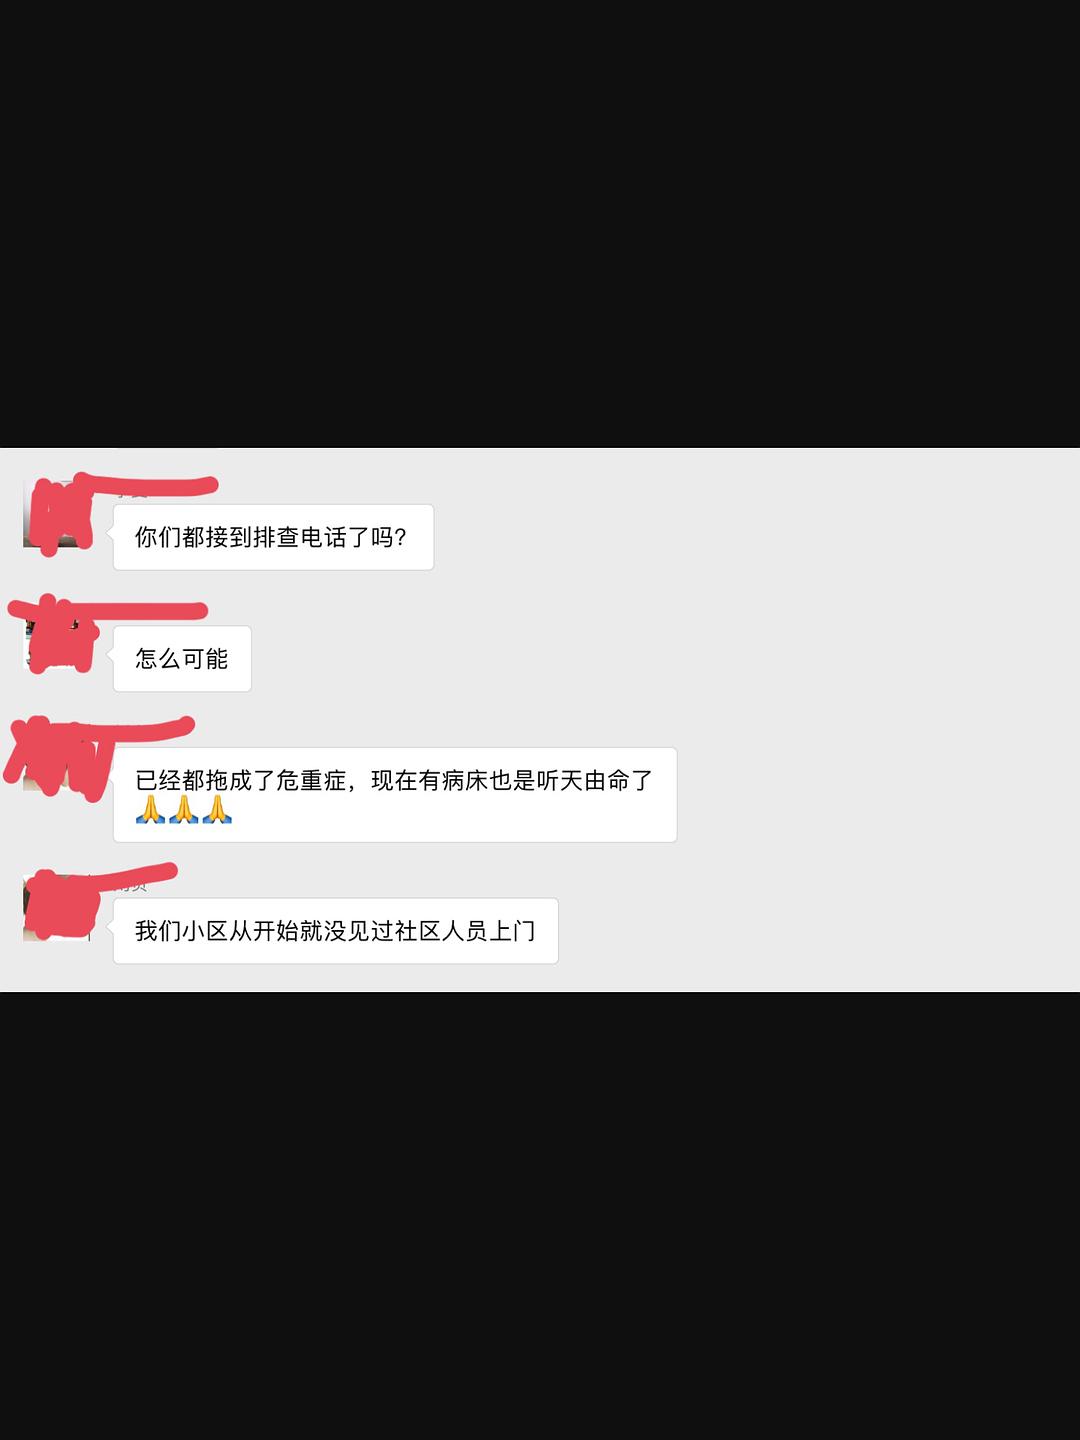 你们都接到排查电话了吗？
怎么可能
已经都拖成了危重症，现在有病床也是听天由命了
🙏🙏🙏
我们小区从开始就没见过社区人员上门